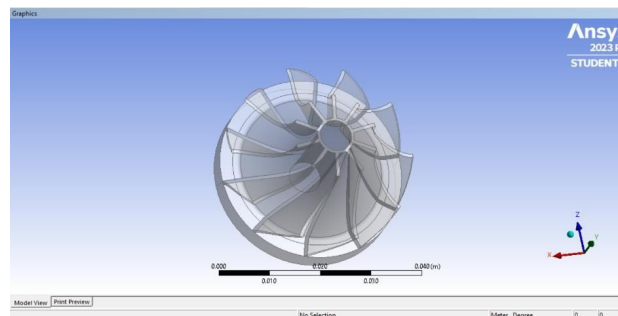 Graphics
Ansy
2023 R
STUDENT
Z
Y
X
0.000
0.020
0.040 (m)
0.010
0.030
Model View
Print Preview
No Selection
Meter, Degree
0
0